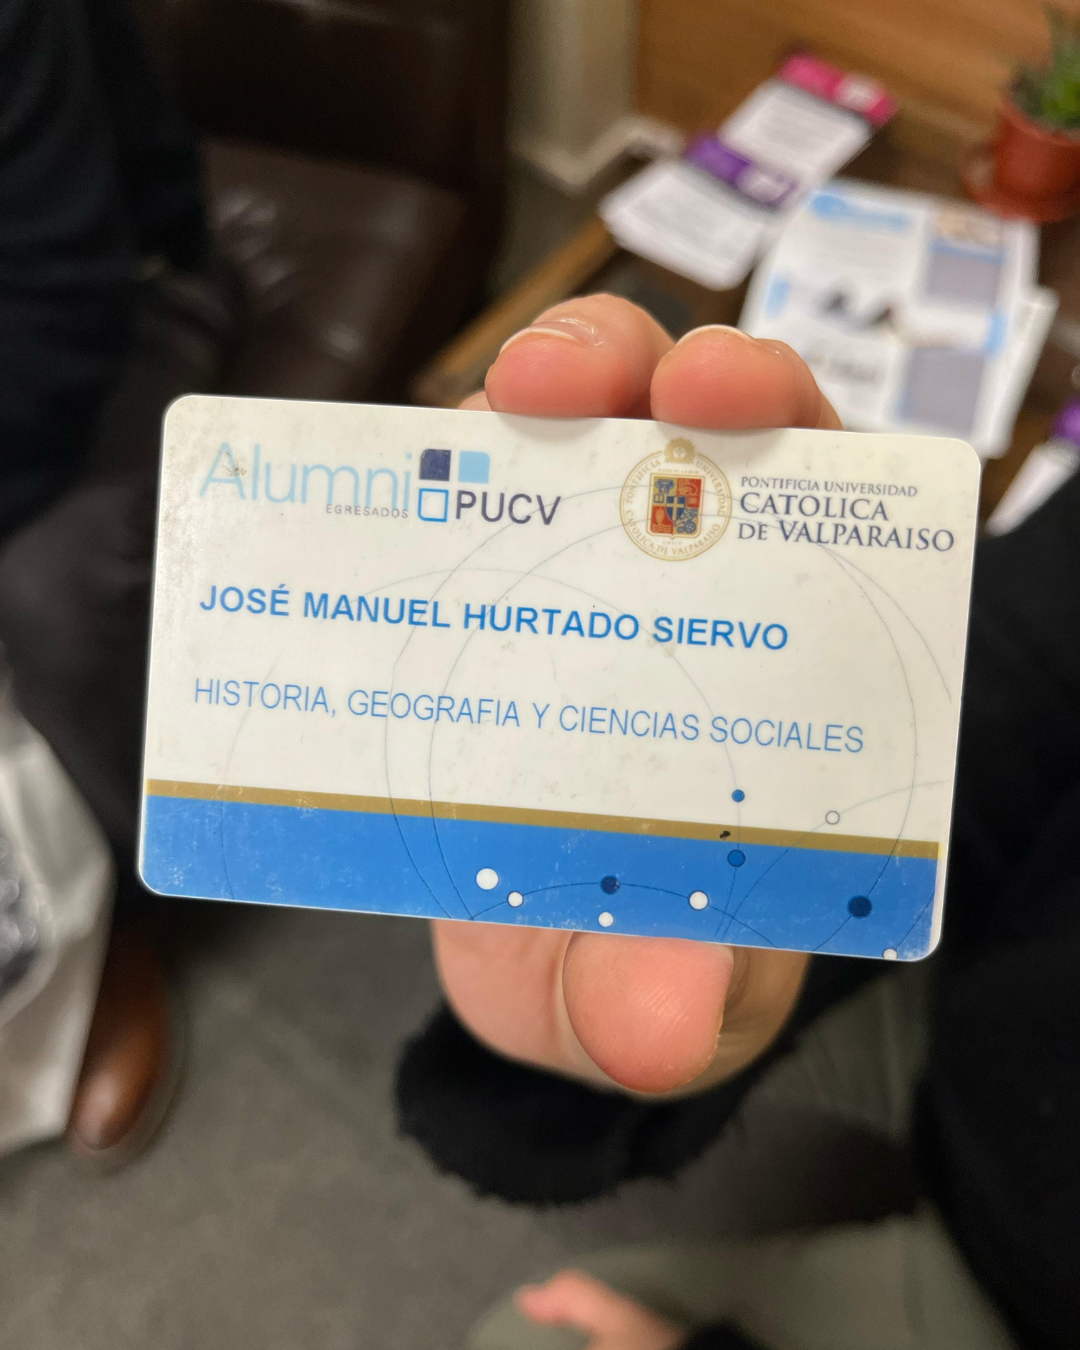 Alumni
EGRESADOS
PUCV
PONTIFICIA UNIVERSIDAD
CATOLICA
DE VALPARAISO
JOSÉ MANUEL HURTADO SIERVO
HISTORIA, GEOGRAFIA Y CIENCIAS SOCIALES